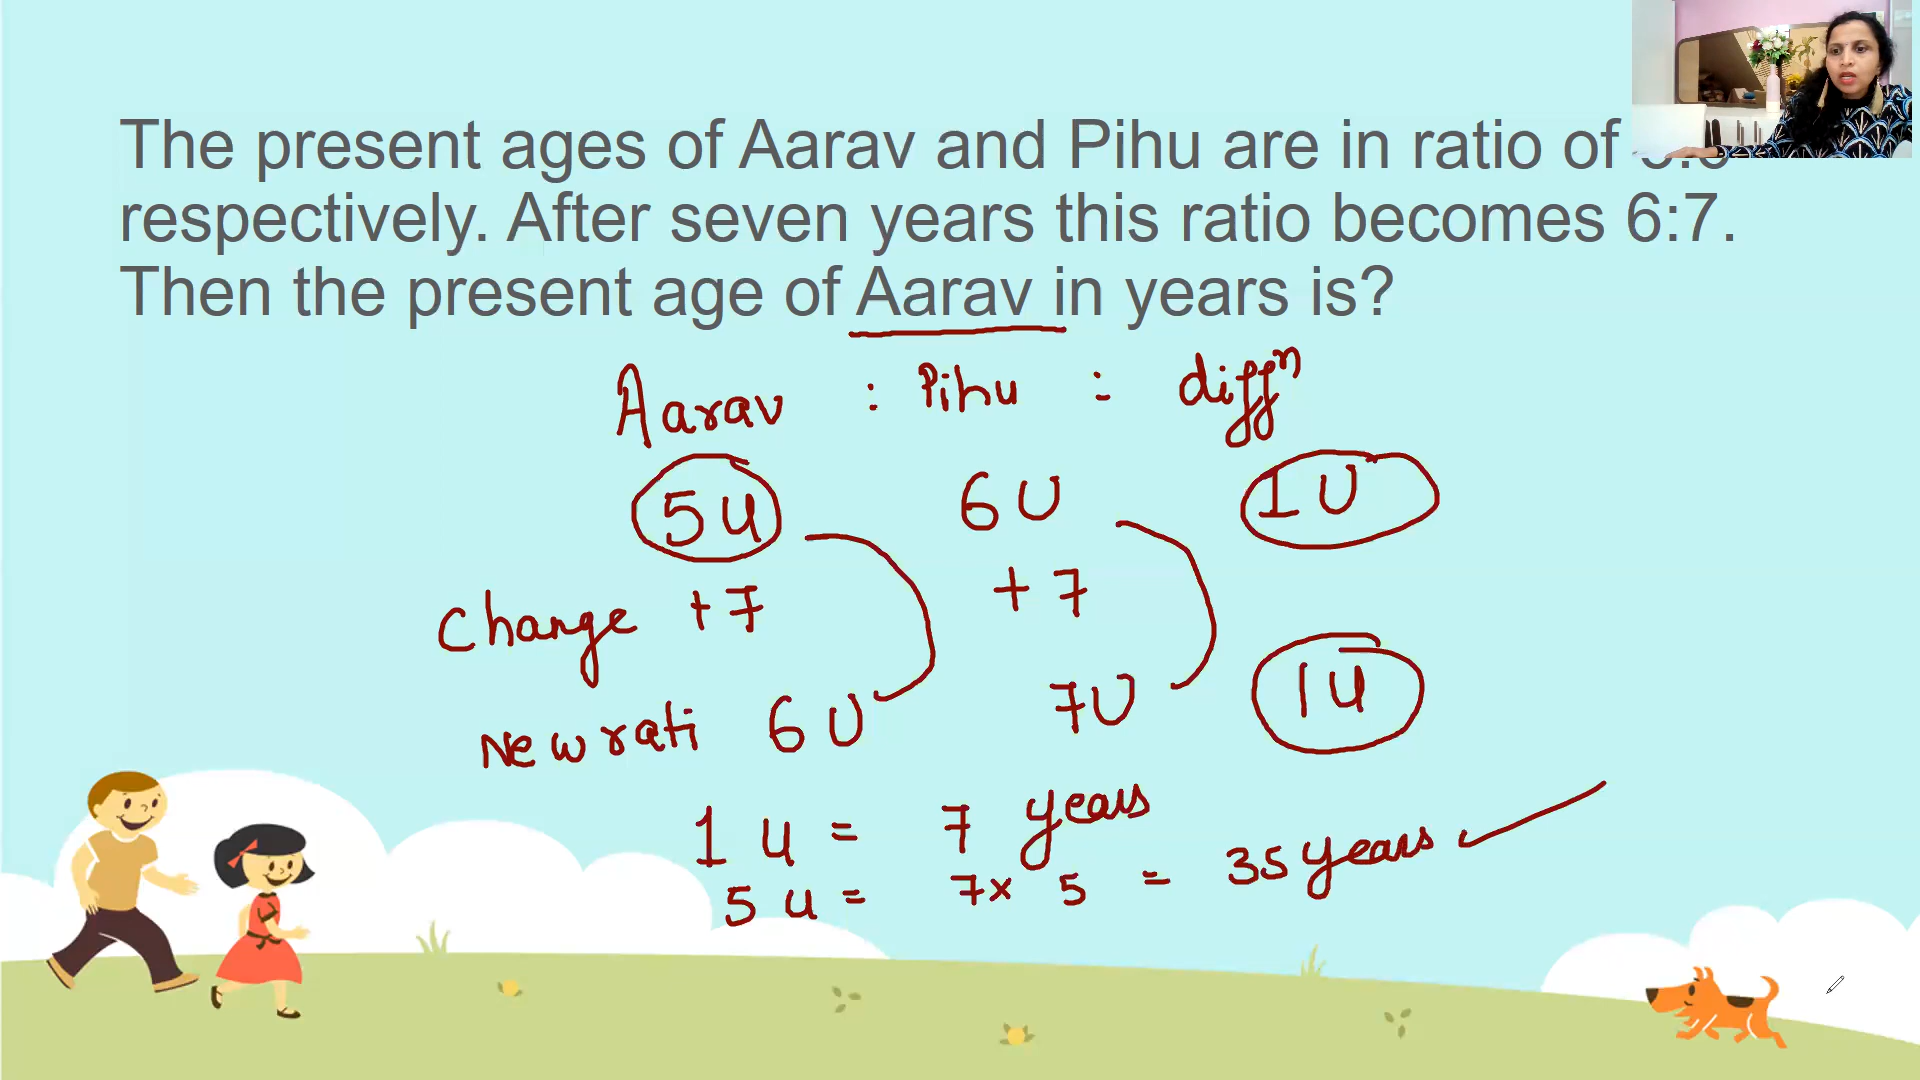 The present ages of Aarav and Pihu are in ratio of
respectively. After seven years this ratio becomes 6:7.
Then the present age of Aarav in years is?
Aarav : Pihu : diffn
5U 6U 1U
Change +7 +7
New rati 6U 7U 1U
1 U = 7 years
5 U = 7x 5 = 35 years